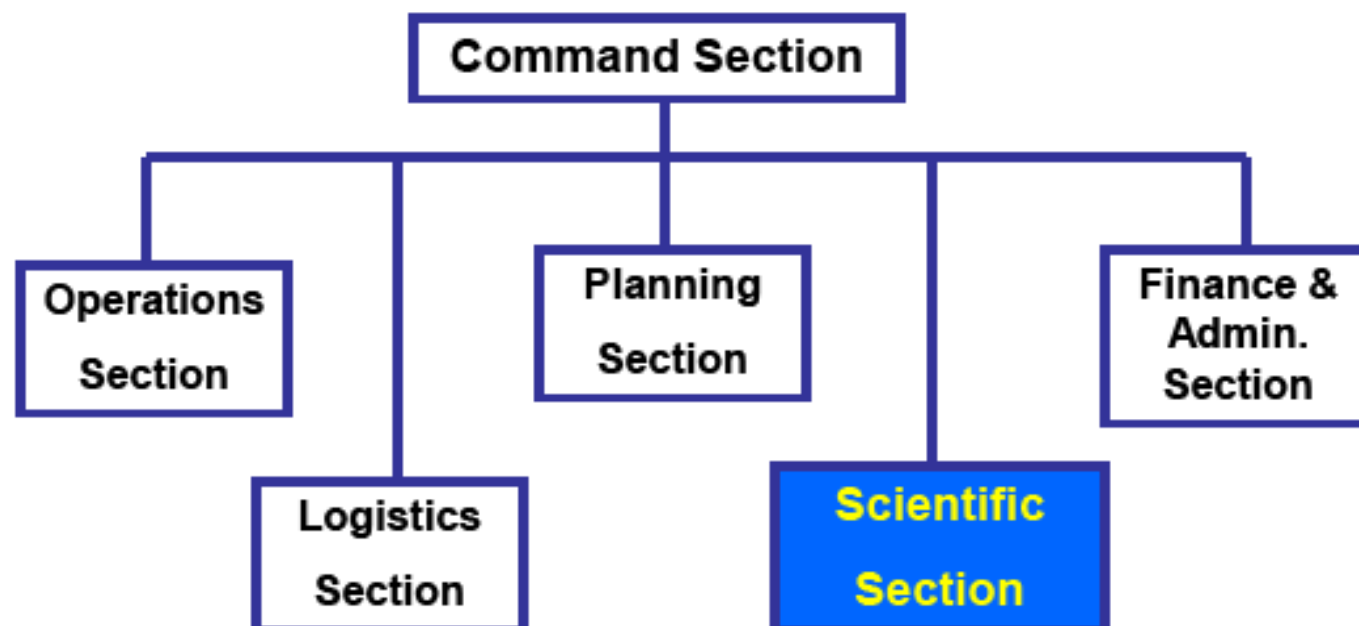 Command Section
Operations
Section
Logistics
Section
Planning
Section
Scientific
Section
Finance &
Admin.
Section